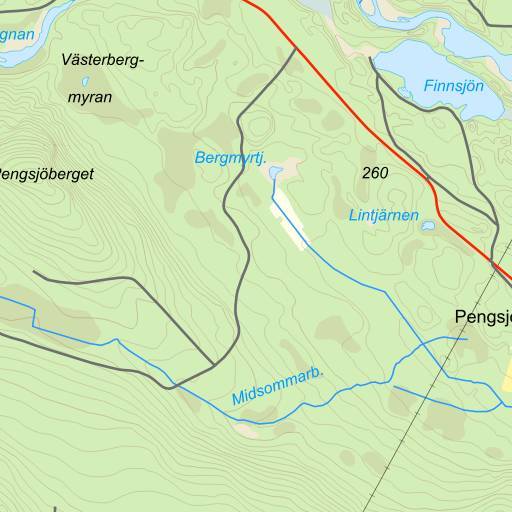 gnan
Västerberg-
myran
Finnsjön
Bergmyrtj.
Pengsjöberget
260
Lintjärnen
Pengsjö
Midsommarb.